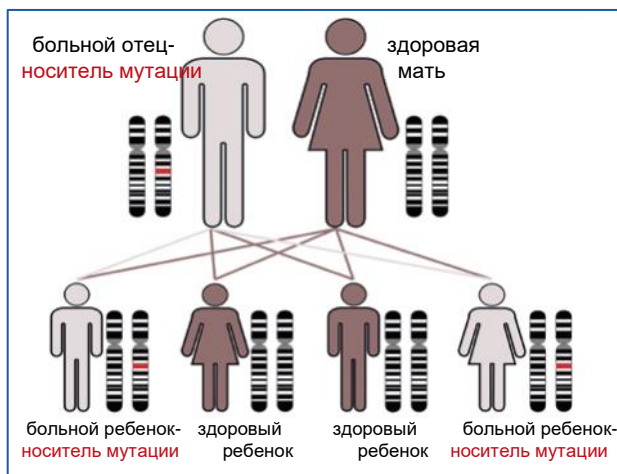 больной отец-
носитель мутации
здоровая
мать
больной ребенок-
носитель мутации
здоровый
ребенок
здоровый
ребенок
больной ребенок-
носитель мутации